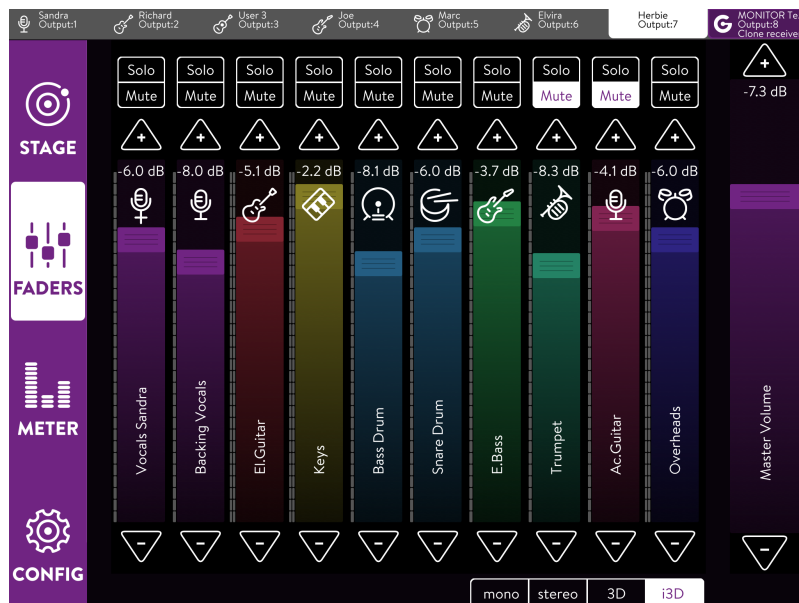 Sandra
Output:1
Richard
Output:2
User 3
Output:3
Joe
Output:4
Marc
Output:5
Elvira
Output:6
Herbie
Output:7
G
MONITOR Te
Output:8
Clone receive
STAGE
FADERS
METER
CONFIG
Solo Solo Solo Solo Solo Solo Solo Solo Solo Solo
Mute Mute Mute Mute Mute Mute Mute Mute Mute Mute
+ + + + + + + + + + +
-7.3 dB
-6.0 dB -8.0 dB -5.1 dB -2.2 dB -8.1 dB -6.0 dB -3.7 dB -8.3 dB -4.1 dB -6.0 dB
Vocals Sandra
Backing Vocals
El.Guitar
Keys
Bass Drum
Snare Drum
E.Bass
Trumpet
Ac.Guitar
Overheads
Master Volume
- - - - - - - - - - -
mono stereo 3D i3D